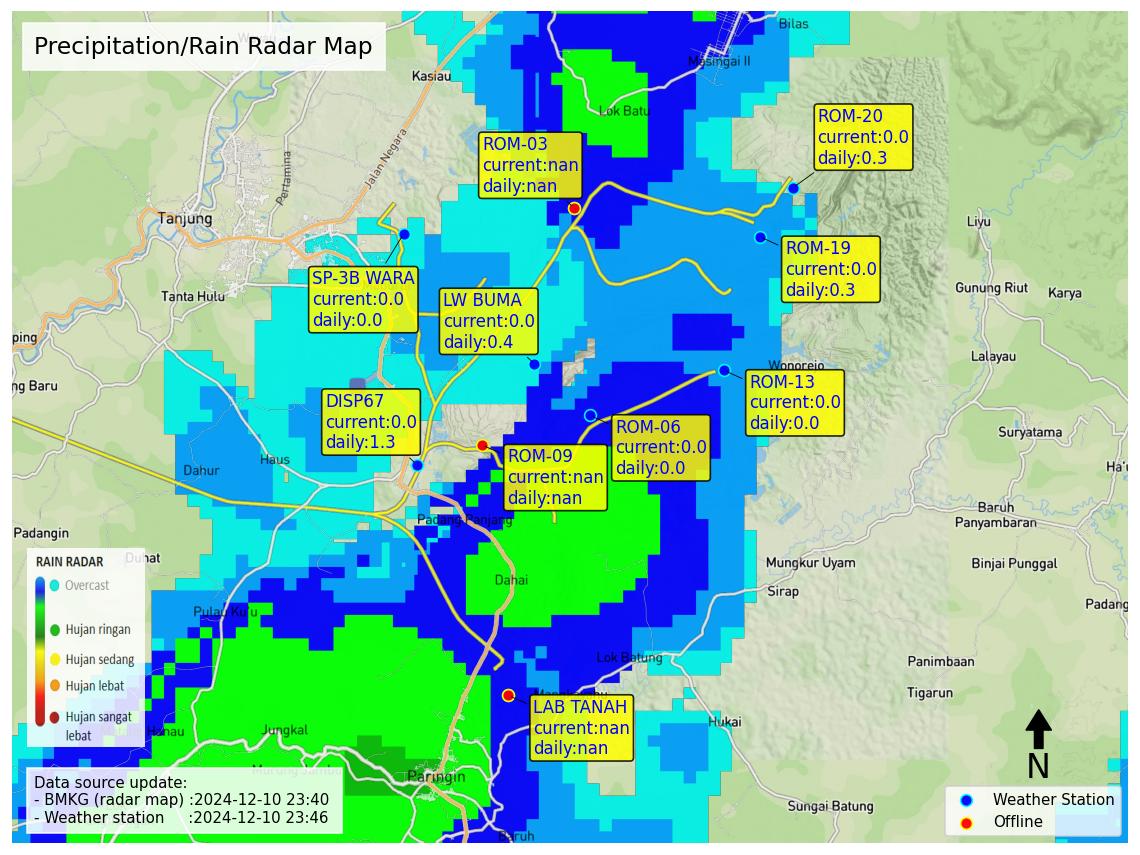 Precipitation/Rain Radar Map
Bilas
Masingai II
Kasiau
Lok Batu
Jalan Negara
Pertamina
ROM-20
current:0.0
daily:0.3
ROM-03
current:nan
daily:nan
Tanjung
Liyu
ROM-19
current:0.0
daily:0.3
SP-3B WARA
current:0.0
daily:0.0
LW BUMA
current:0.0
daily:0.4
Tanta Hulu
Gunung Riut
Karya
ping
Lalayau
Wonorejo
ng Baru
ROM-13
current:0.0
daily:0.0
DISP67
current:0.0
daily:1.3
ROM-06
current:0.0
daily:0.0
Suryatama
ROM-09
current:nan
daily:nan
Haus
Dahur
Ha'u
Baruh
Panyambaran
Padang Panjang
Padangin
Duhat
Mungkur Uyam
Binjai Punggal
Dahai
Sirap
Padang
Pulau Ku'u
RAIN RADAR
Overcast
Hujan ringan
Hujan sedang
Hujan lebat
Hujan sangat
lebat
Lok Batung
Panimbaan
Tigarun
LAB TANAH
current:nan
daily:nan
Hukai
Jungkal
Paringin
Sungai Batung
Baruh
Data source update:
- BMKG (radar map) :2024-12-10 23:40
- Weather station :2024-12-10 23:46
N
Weather Station
Offline